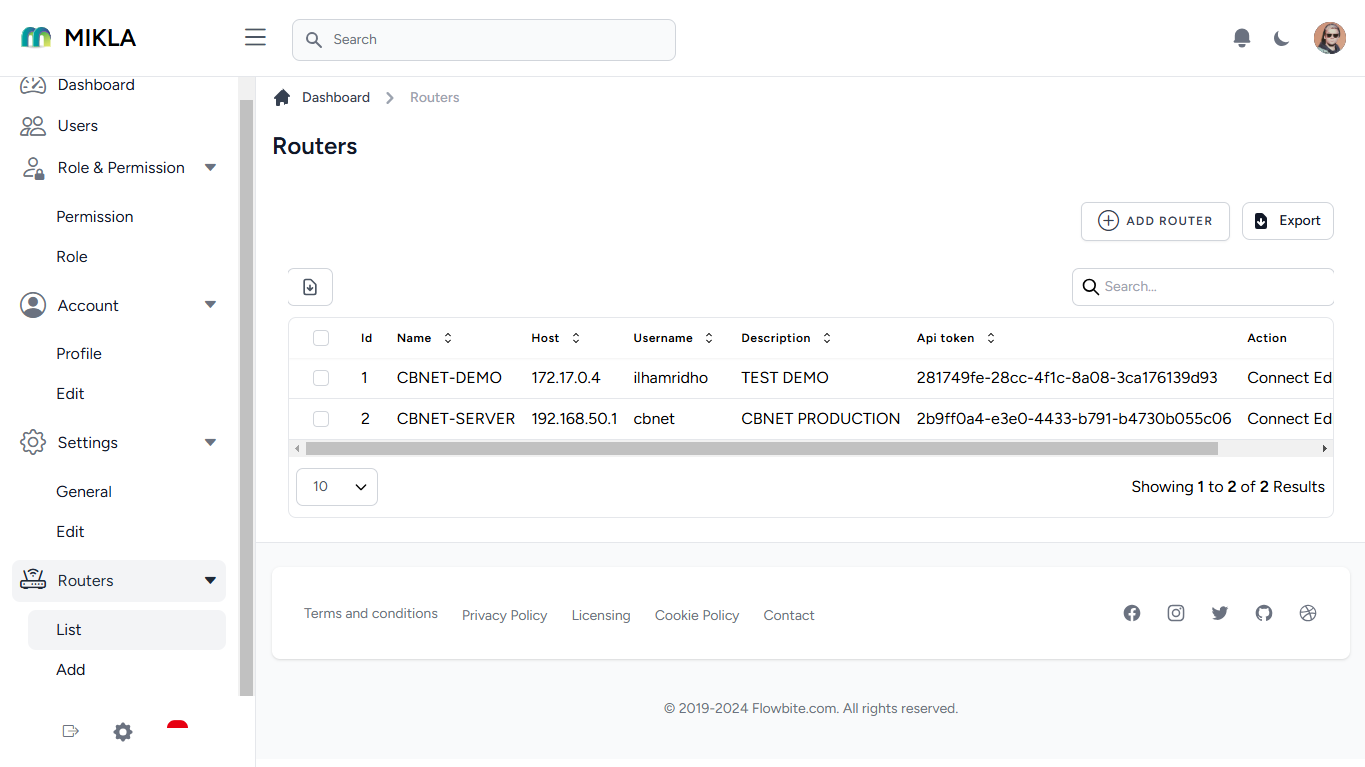 MIKLA
Search
Dashboard
Users
Role & Permission
Permission
Role
Account
Profile
Edit
Settings
General
Edit
Routers
List
Add
Dashboard Routers
Routers
ADD ROUTER Export
Search...
Id Name Host Username Description Api token Action
1 CBNET-DEMO 172.17.0.4 ilhamridho TEST DEMO 281749fe-28cc-4f1c-8a08-3ca176139d93 Connect Ed
2 CBNET-SERVER 192.168.50.1 cbnet CBNET PRODUCTION 2b9ff0a4-e3e0-4433-b791-b4730b055c06 Connect Ed
10 Showing 1 to 2 of 2 Results
Terms and conditions Privacy Policy Licensing Cookie Policy Contact
© 2019-2024 Flowbite.com. All rights reserved.